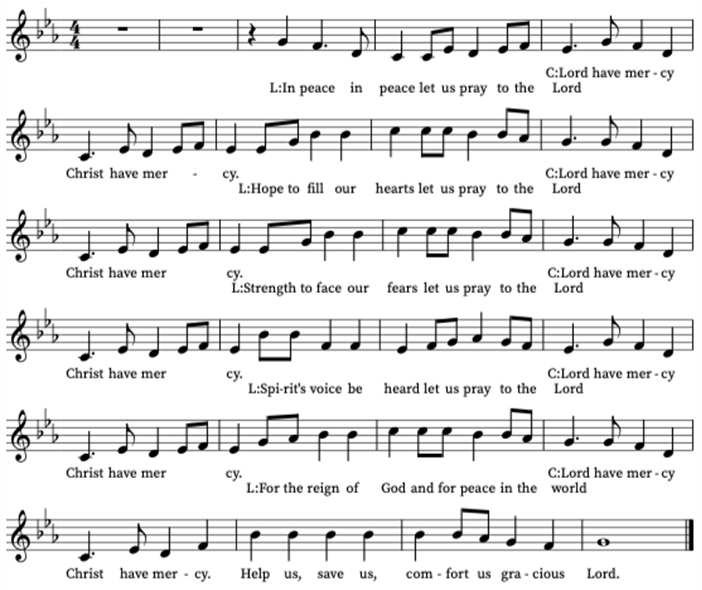 4
4
C:Lord have mer - cy
L:In peace in peace let us pray to the Lord
Christ have mer - cy. C:Lord have mer - cy
L:Hope to fill our hearts let us pray to the Lord
Christ have mer cy. C:Lord have mer - cy
L:Strength to face our fears let us pray to the Lord
Christ have mer cy. C:Lord have mer - cy
L:Spi-rit's voice be heard let us pray to the Lord
Christ have mer cy. C:Lord have mer - cy
L:For the reign of God and for peace in the world
Christ have mer - cy. Help us, save us, com - fort us gra - cious Lord.